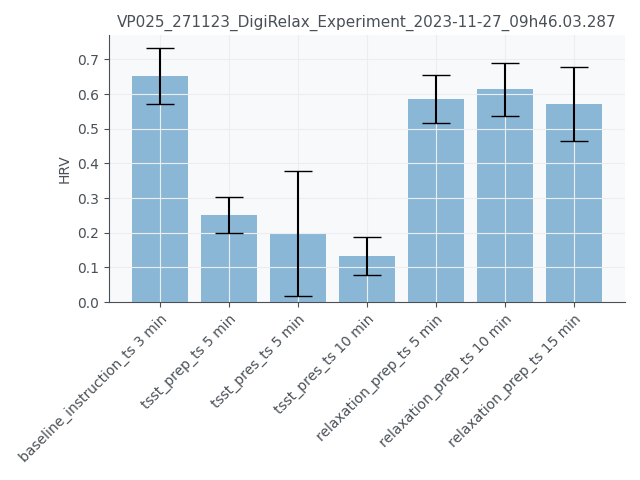 VP025_271123_DigiRelax_Experiment_2023-11-27_09h46.03.287
0.7
0.6
0.5
0.4
0.3
0.2
0.1
0.0
HRV
baseline_instruction_ts 3 min
tsst_prep_ts 5 min
tsst_pres_ts 5 min
tsst_pres_ts 10 min
relaxation_prep_ts 5 min
relaxation_prep_ts 10 min
relaxation_prep_ts 15 min